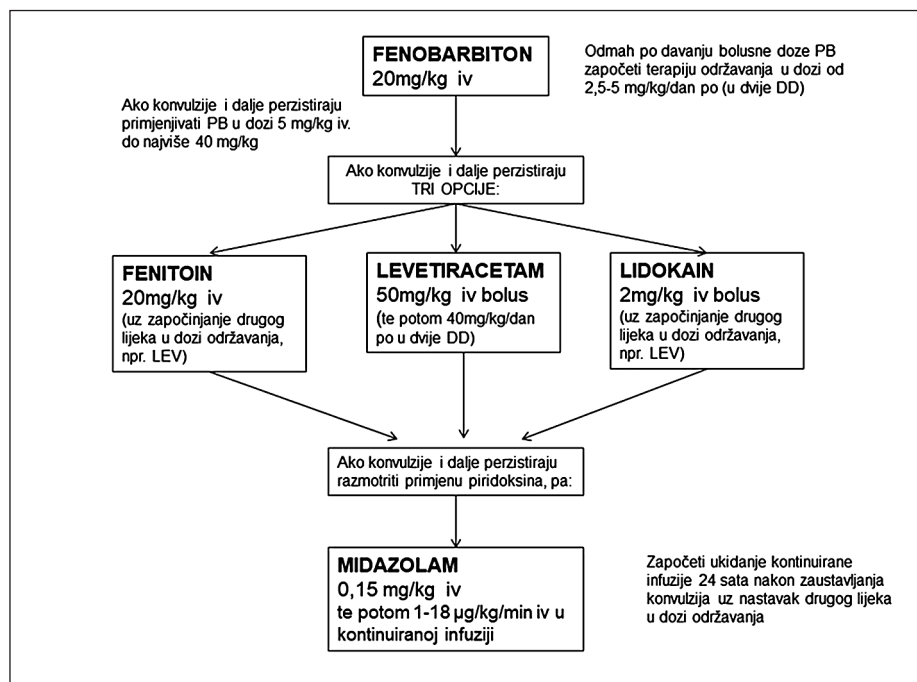 FENOBARBITON
20mg/kg iv
Odmah po davanju bolusne doze PB
započeti terapiju održavanja u dozi od
2,5-5 mg/kg/dan po (u dvije DD)
Ako konvulzije i dalje perzistiraju
primjenjivati PB u dozi 5 mg/kg iv.
do najviše 40 mg/kg
Ako konvulzije i dalje perzistiraju
TRI OPCIJE:
FENITOIN
20mg/kg iv
(uz započinjanje drugog
lijeka u dozi održavanja,
npr. LEV)
LEVETIRACETAM
50mg/kg iv bolus
(te potom 40mg/kg/dan
po u dvije DD)
LIDOKAIN
2mg/kg iv bolus
(uz započinjanje drugog
lijeka u dozi održavanja,
npr. LEV)
Ako konvulzije i dalje perzistiraju
razmotriti primjenu piridoksina, pa:
MIDAZOLAM
0,15 mg/kg iv
te potom 1-18 µg/kg/min iv u
kontinuiranoj infuziji
Započeti ukidanje kontinuirane
infuzije 24 sata nakon zaustavljanja
konvulzija uz nastavak drugog lijeka
u dozi održavanja